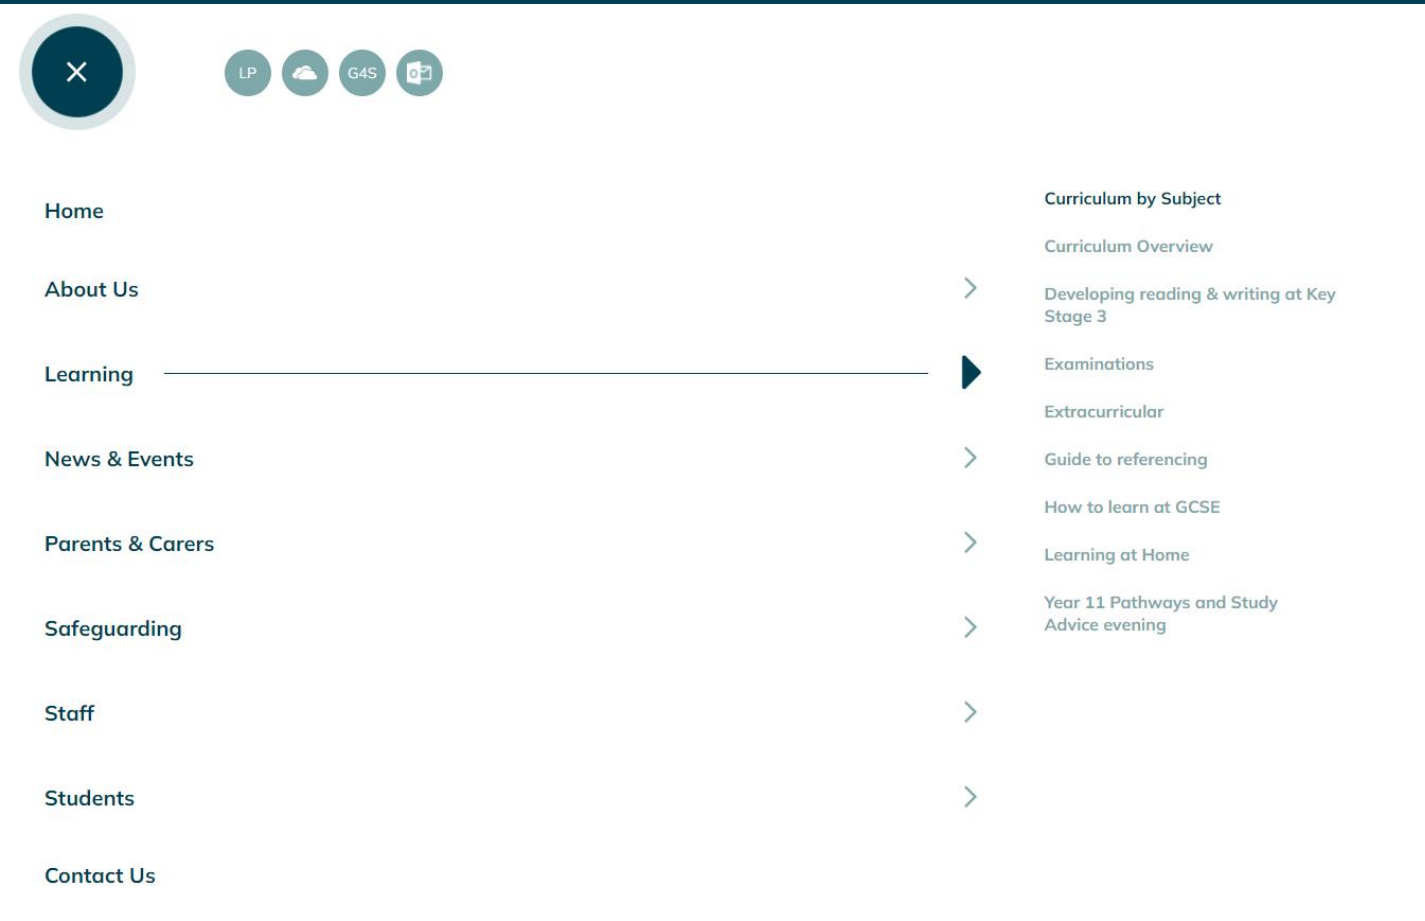 LP
G4S
Home
About Us
Learning
News & Events
Parents & Carers
Safeguarding
Staff
Students
Contact Us
Curriculum by Subject
Curriculum Overview
Developing reading & writing at Key
Stage 3
Examinations
Extracurricular
Guide to referencing
How to learn at GCSE
Learning at Home
Year 11 Pathways and Study
Advice evening